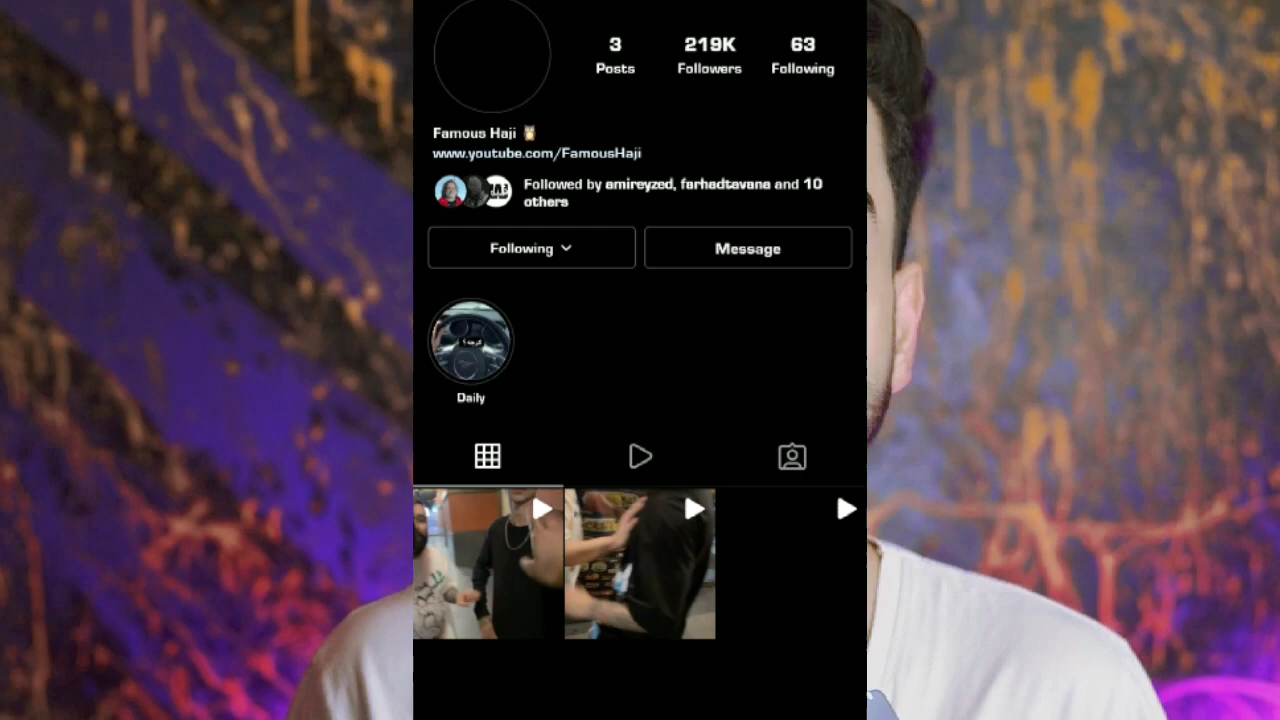 3 219K 63
Posts Followers Following
Famous Haji
www.youtube.com/FamousHaji
Followed by amireyzed, farhadtavana and 10
others
Following Message
Daily